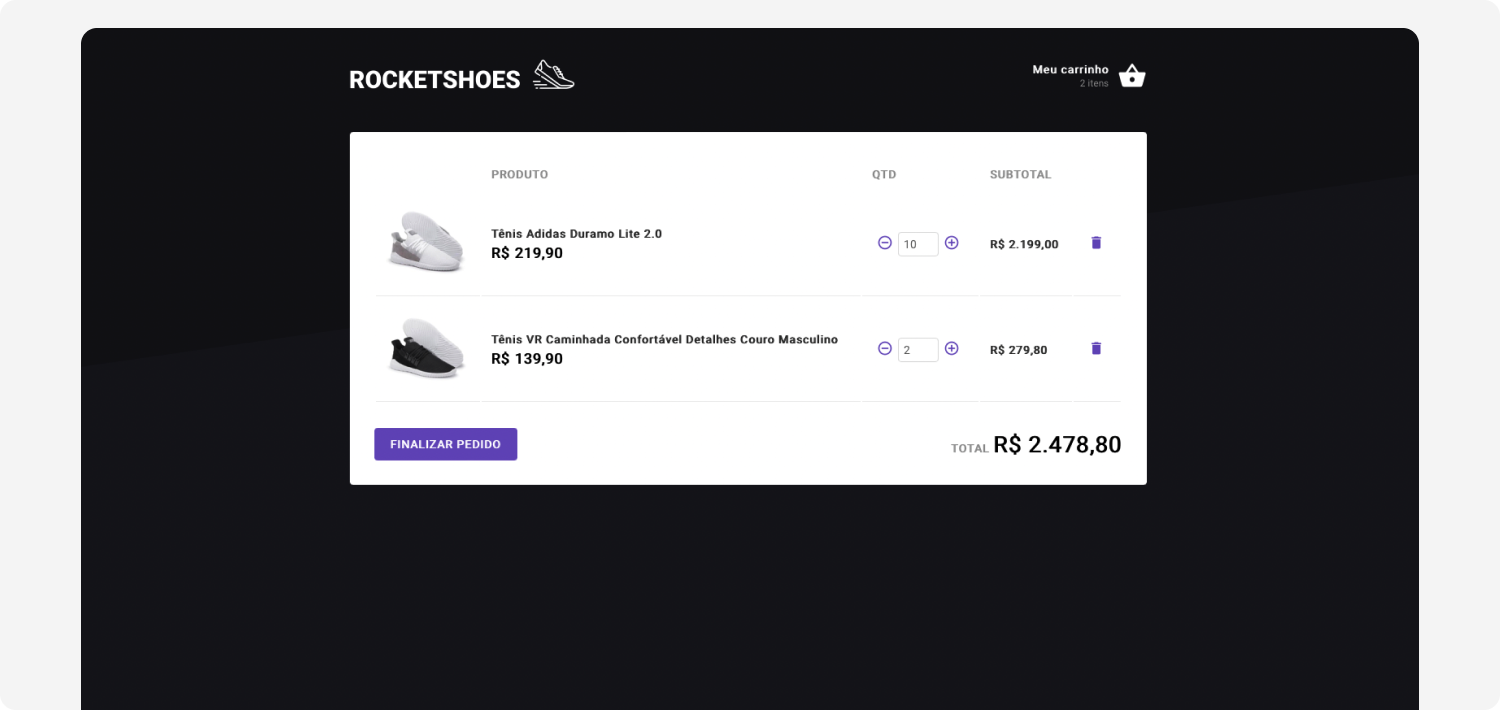 ROCKETSHOES
Meu carrinho
2 itens
PRODUTO QTD SUBTOTAL
Tênis Adidas Duramo Lite 2.0
R$ 219,90
10
R$ 2.199,00
Tênis VR Caminhada Confortável Detalhes Couro Masculino
R$ 139,90
2
R$ 279,80
FINALIZAR PEDIDO
TOTAL R$ 2.478,80